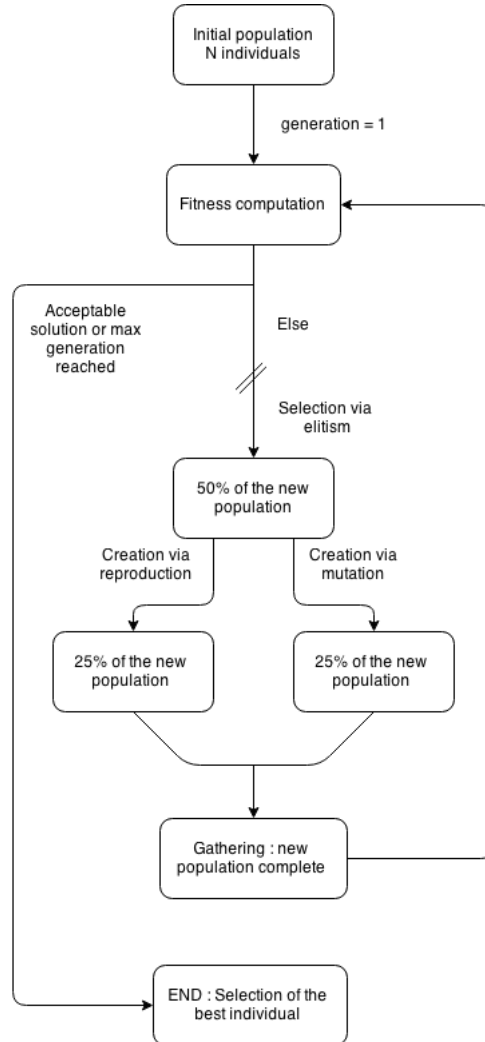 Initial population
N individuals
generation = 1
Fitness computation
Acceptable
solution or max
generation
reached
Else
Selection via
elitism
50% of the new
population
Creation via
reproduction
Creation via
mutation
25% of the new
population
25% of the new
population
Gathering : new
population complete
END : Selection of the
best individual